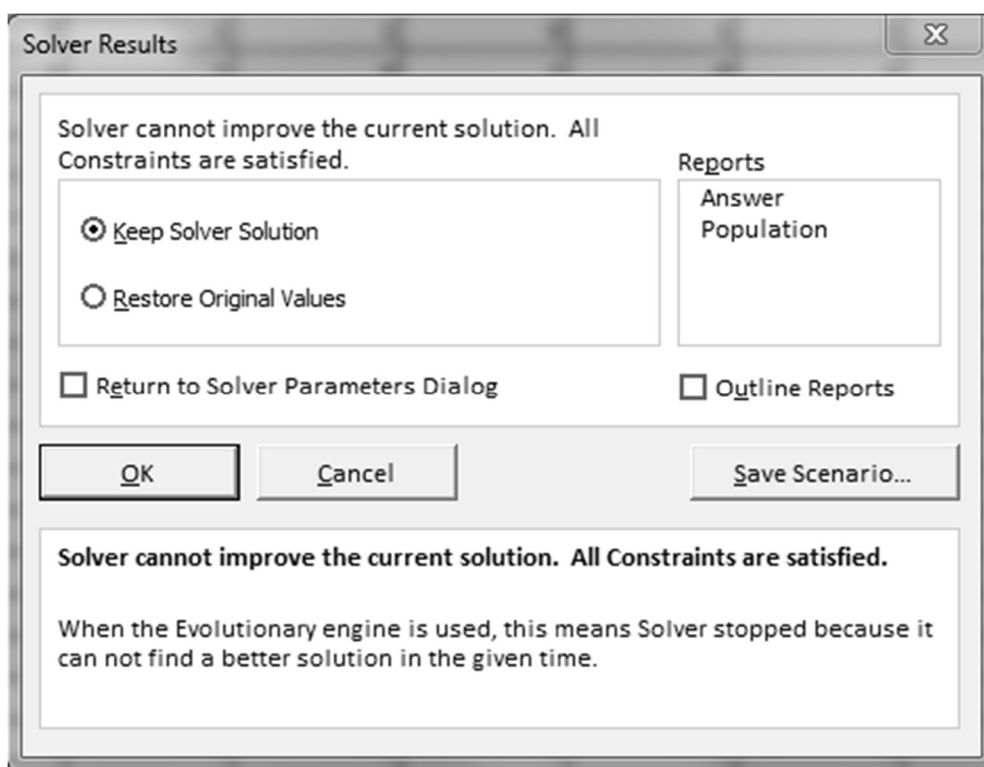 Solver Results
Solver cannot improve the current solution.  All
Constraints are satisfied.
Reports
Answer
Population
Keep Solver Solution
Restore Original Values
Return to Solver Parameters Dialog
Outline Reports
OK
Cancel
Save Scenario...
Solver cannot improve the current solution.  All Constraints are satisfied.
When the Evolutionary engine is used, this means Solver stopped because it
can not find a better solution in the given time.